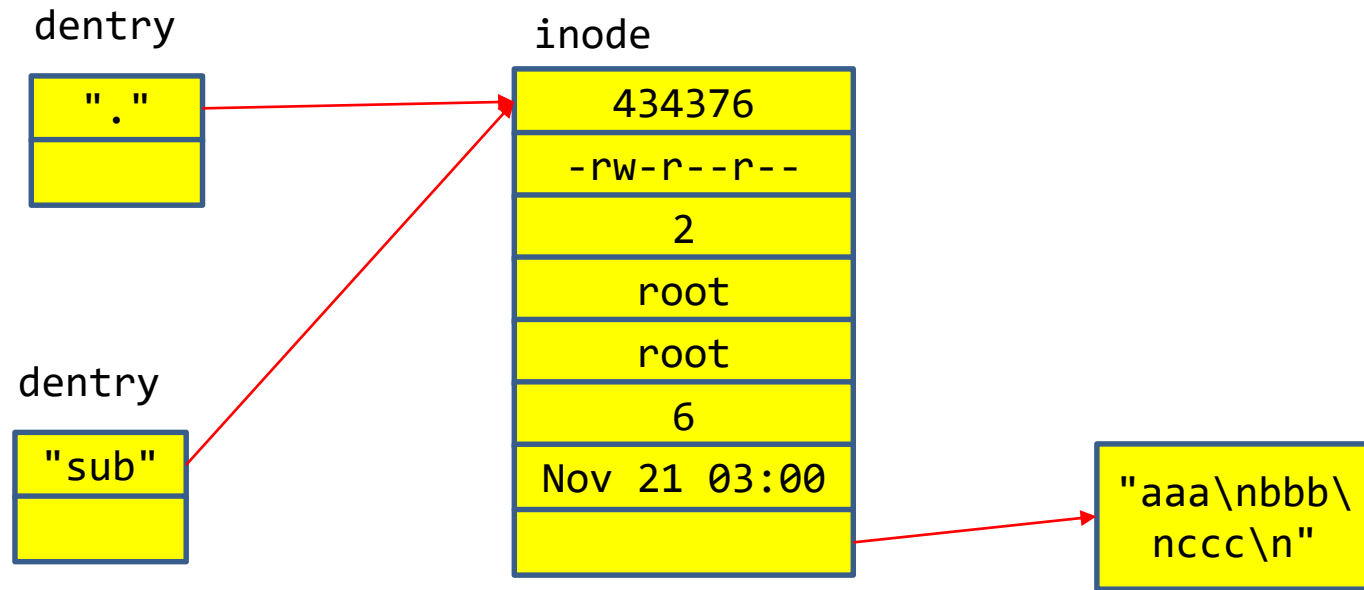 dentry
"."
inode
434376
-rw-r--r--
2
root
root
6
Nov 21 03:00
dentry
"sub"
"aaa\nbbb\
nccc\n"